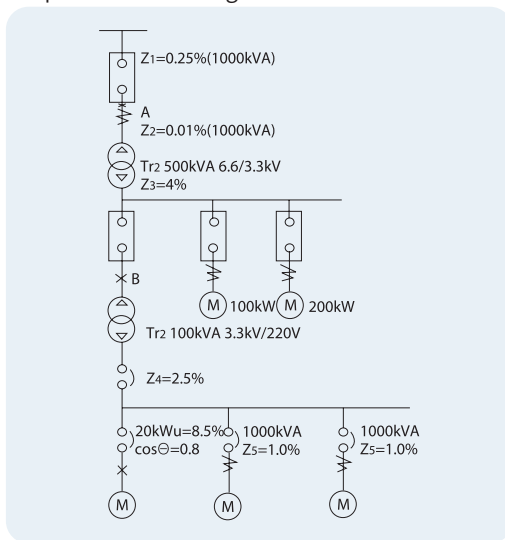 Z1=0.25%(1000kVA)
A
Z2=0.01%(1000kVA)
Tr2 500kVA 6.6/3.3kV
Z3=4%
B
M 100kW M 200kW
Tr2 100kVA 3.3kV/220V
Z4=2.5%
20kWu=8.5% 1000kVA 1000kVA
cosΘ=0.8 Z5=1.0% Z5=1.0%
M M M